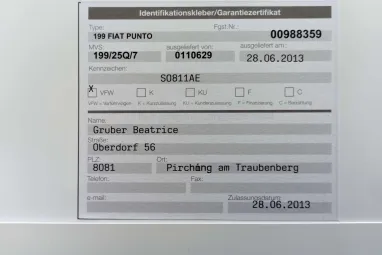 Identifikationskleber/Garantiezertifikat
Type: Fgst.Nr.:
199 FIAT PUNTO 00988359
MVS: ausgeliefert von: ausgeliefert am:
199/25Q/7 0110629 28.06.2013
Kennzeichen:
SO811AE
X VFW K KU F C
Name:
Gruber Beatrice
Straße:
Oberdorf 56
PLZ: Ort:
8081 Pirching am Traubenberg
Telefon: Fax:
e-mail: Zulassungsdatum:
28.06.2013